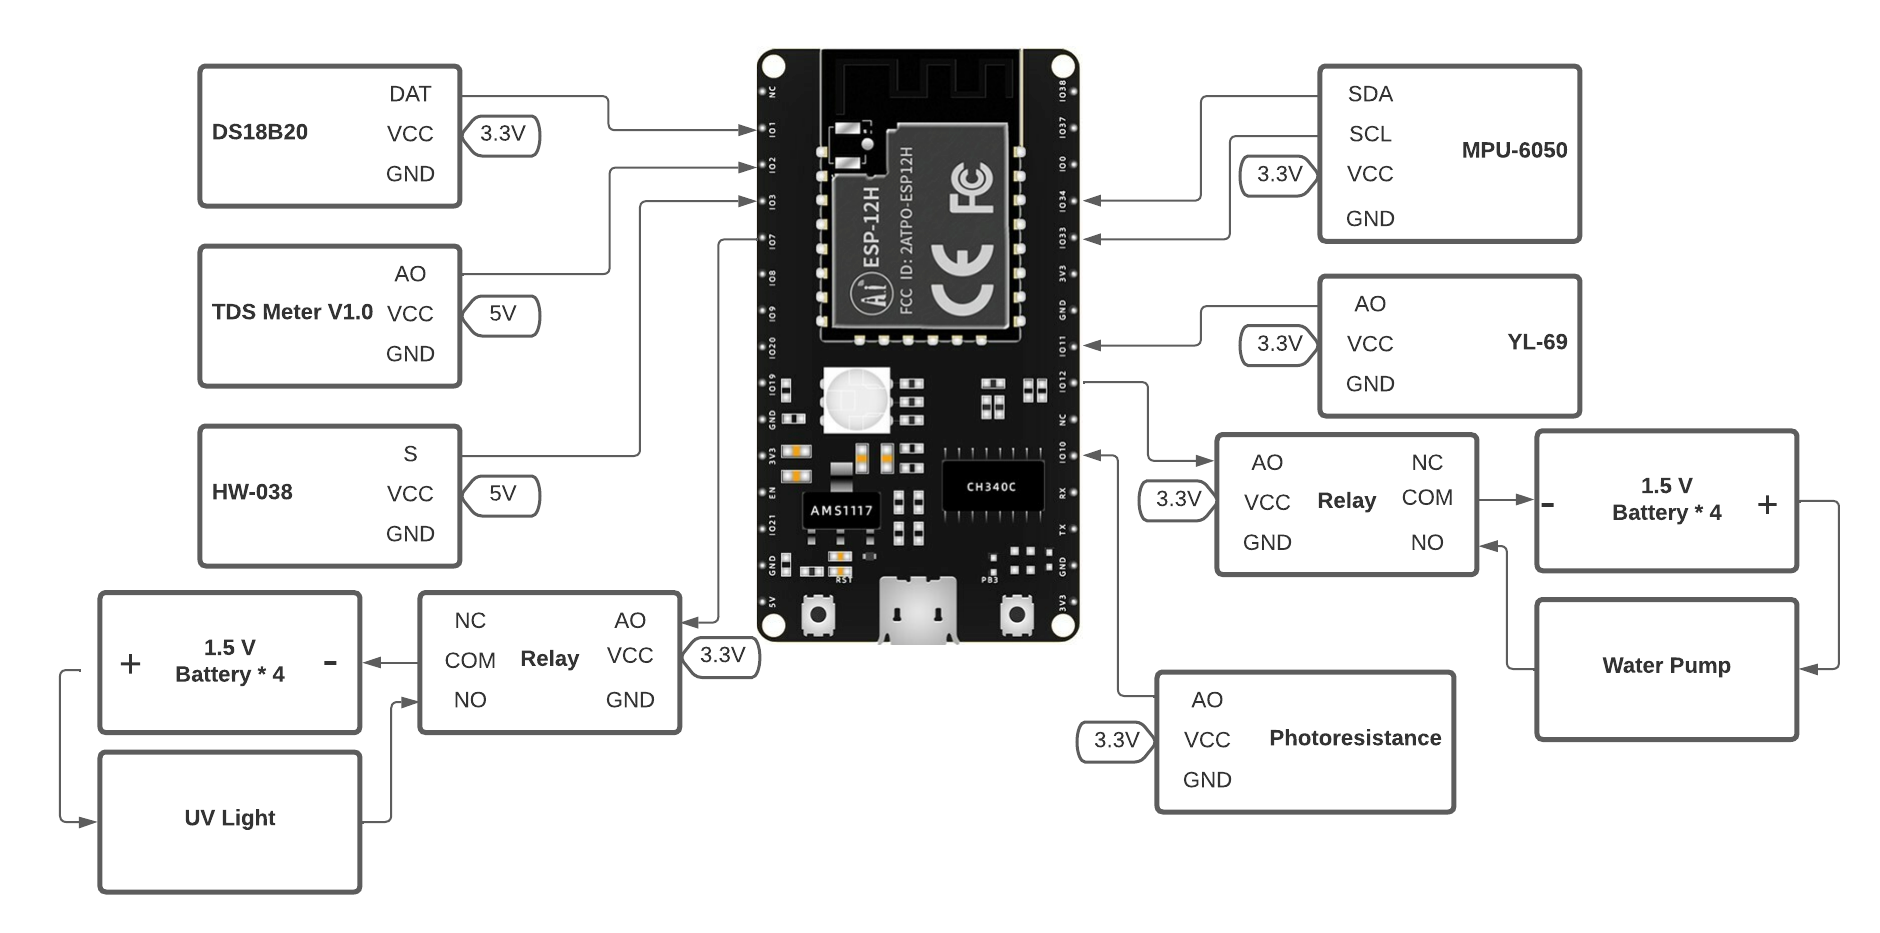 DAT
DS18B20
VCC
3.3V
GND
AO
TDS Meter V1.0
VCC
5V
GND
S
HW-038
VCC
5V
GND
NC
AO
COM
Relay
VCC
3.3V
NO
GND
1.5 V
Battery * 4
+
-
UV Light
NC
IO1
IO2
IO3
IO7
IO8
IO9
IO20
IO19
GND
3V3
EN
IO21
GND
5V
ESP-12H
FCC ID: 2ATPO-ESP12H
Ai
CE
FC
CH340C
AMS1117
RST
PB3
IO38
IO37
IO0
IO34
IO33
3V3
GND
IO11
IO12
NC
IO10
RX
TX
GND
3V3
SDA
SCL
MPU-6050
3.3V
VCC
GND
AO
3.3V
VCC
YL-69
GND
AO
NC
3.3V
VCC
Relay
COM
GND
NO
-
1.5 V
Battery * 4
+
Water Pump
AO
3.3V
VCC
Photoresistance
GND